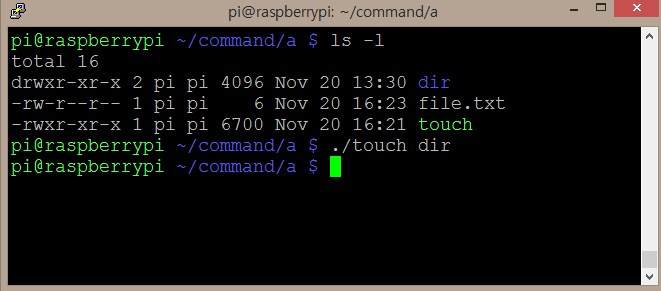 pi@raspberrypi: ~/command/a
pi@raspberrypi ~/command/a $ ls -l
total 16
drwxr-xr-x 2 pi pi 4096 Nov 20 13:30 dir
-rw-r--r-- 1 pi pi    6 Nov 20 16:23 file.txt
-rwxr-xr-x 1 pi pi 6700 Nov 20 16:21 touch
pi@raspberrypi ~/command/a $ ./touch dir
pi@raspberrypi ~/command/a $